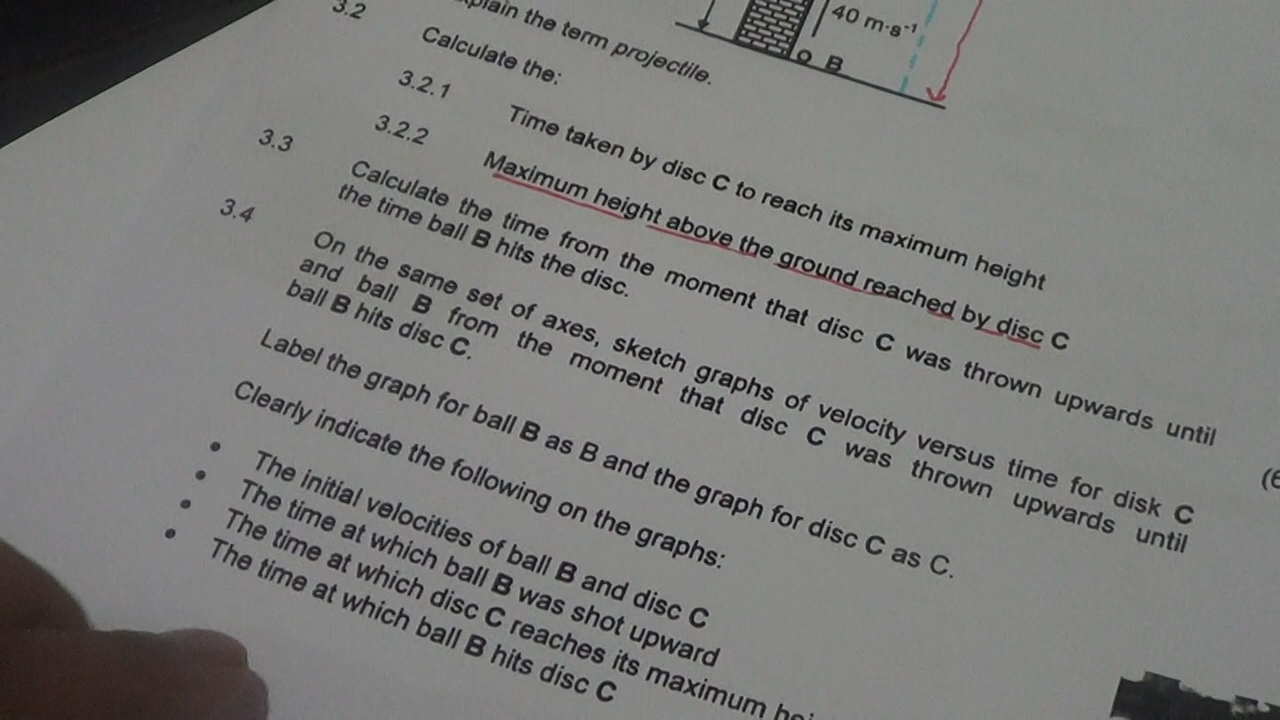 40 m·s⁻¹
B
3.2
plain the term projectile.
Calculate the:
3.2.1 Time taken by disc C to reach its maximum height
3.2.2 Maximum height above the ground reached by disc C
3.3 Calculate the time from the moment that disc C was thrown upwards until
the time ball B hits the disc.
(6
3.4 On the same set of axes, sketch graphs of velocity versus time for disk C
and ball B from the moment that disc C was thrown upwards until
ball B hits disc C.
Label the graph for ball B as B and the graph for disc C as C.
Clearly indicate the following on the graphs:
• The initial velocities of ball B and disc C
• The time at which ball B was shot upward
• The time at which disc C reaches its maximum hei
• The time at which ball B hits disc C